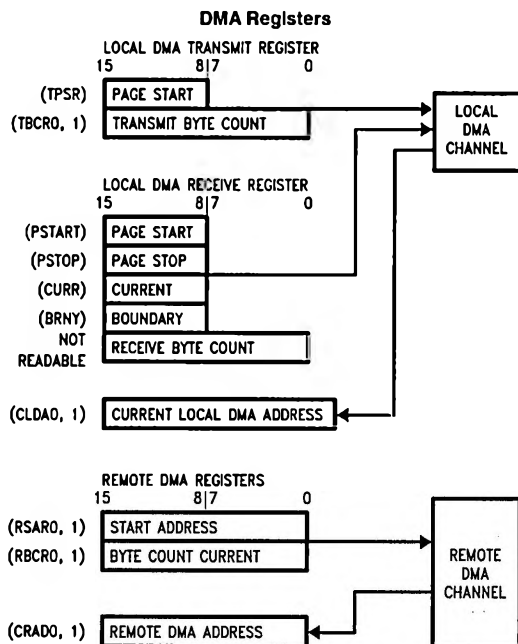 DMA Registers
LOCAL DMA TRANSMIT REGISTER
15 8|7 0
(TPSR) PAGE START
(TBCR0, 1) TRANSMIT BYTE COUNT
LOCAL DMA CHANNEL
LOCAL DMA RECEIVE REGISTER
15 8|7 0
(PSTART) PAGE START
(PSTOP) PAGE STOP
(CURR) CURRENT
(BRNY) BOUNDARY
NOT READABLE RECEIVE BYTE COUNT
(CLDA0, 1) CURRENT LOCAL DMA ADDRESS
REMOTE DMA REGISTERS
15 8|7 0
(RSAR0, 1) START ADDRESS
(RBCR0, 1) BYTE COUNT CURRENT
REMOTE DMA CHANNEL
(CRAD0, 1) REMOTE DMA ADDRESS